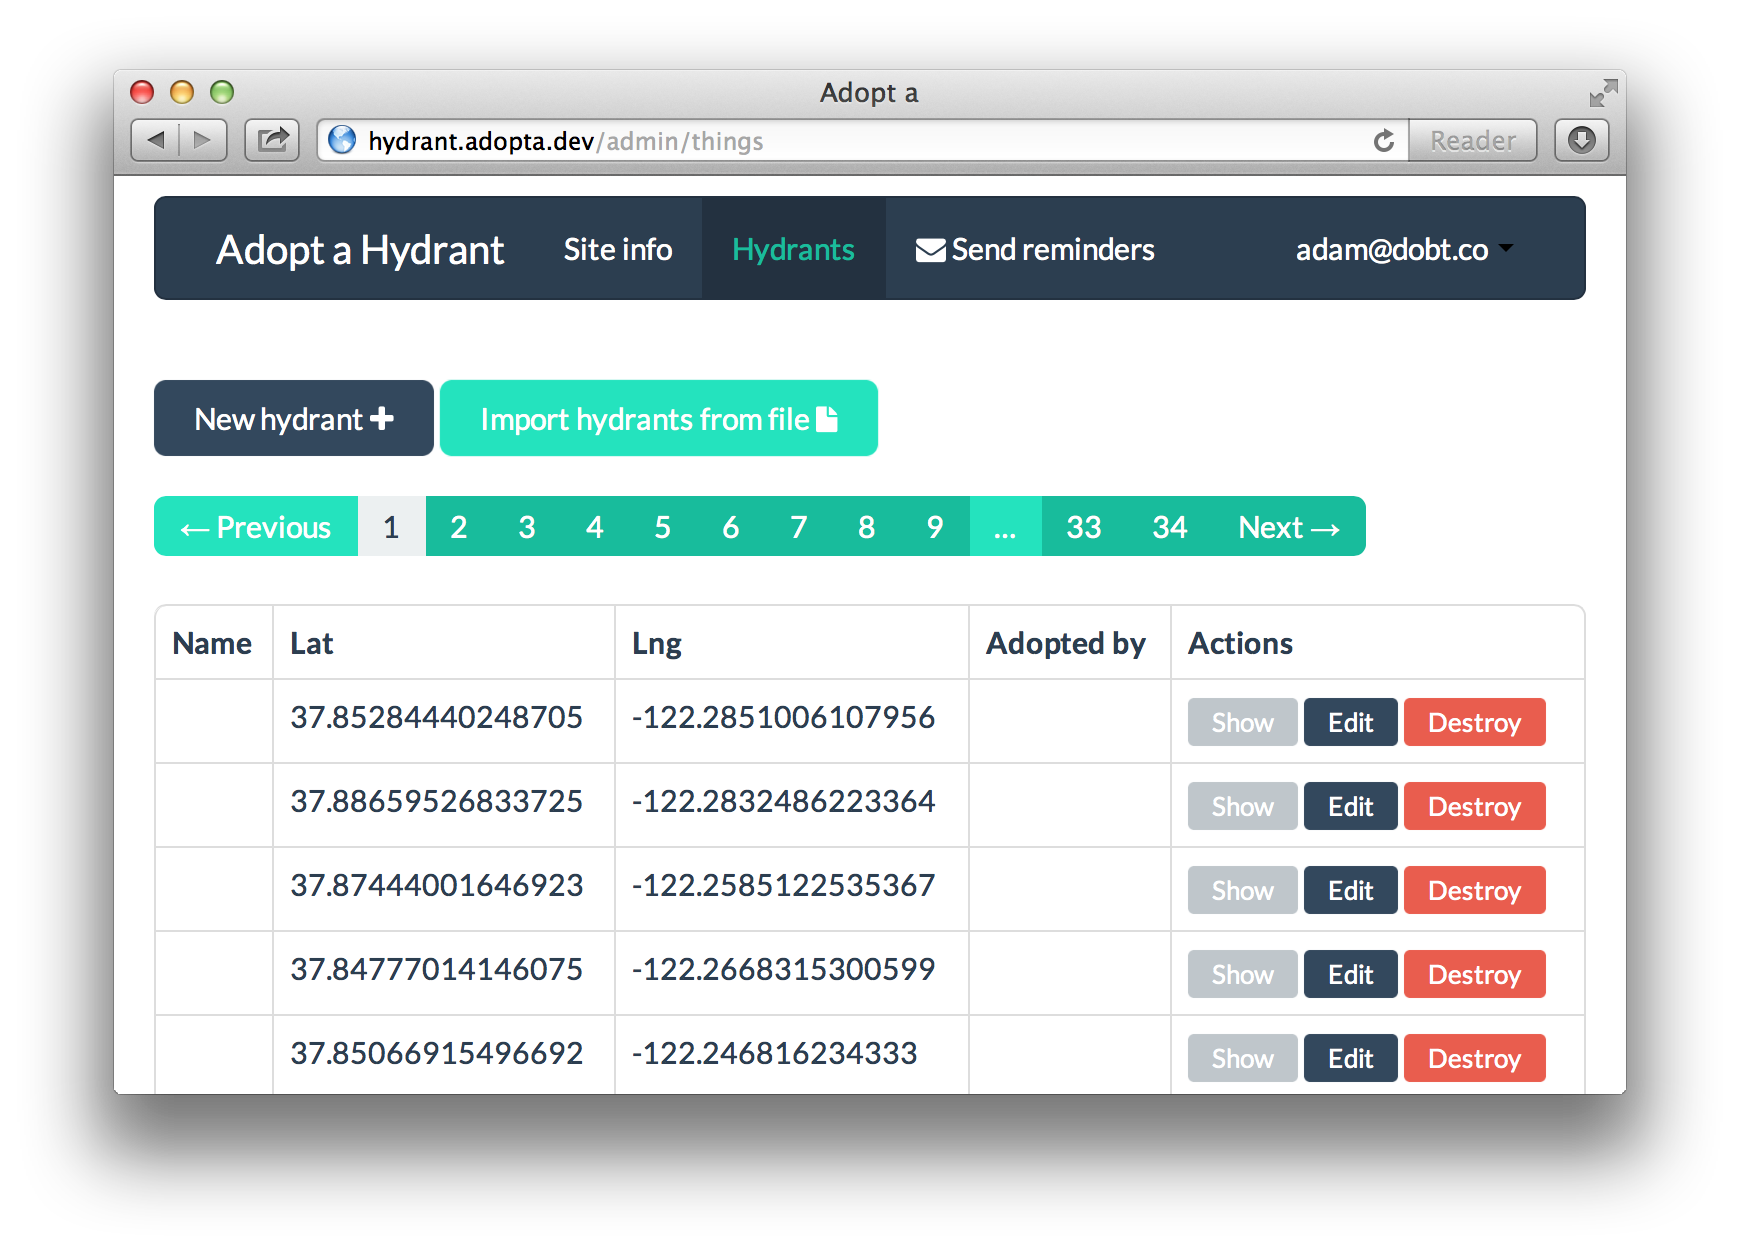 Adopt a
hydrant.adopta.dev/admin/things Reader
Adopt a Hydrant Site info Hydrants Send reminders adam@dobt.co
New hydrant Import hydrants from file
← Previous 1 2 3 4 5 6 7 8 9 ... 33 34 Next →
Name Lat Lng Adopted by Actions
37.85284440248705 -122.2851006107956 Show Edit Destroy
37.88659526833725 -122.2832486223364 Show Edit Destroy
37.87444001646923 -122.2585122535367 Show Edit Destroy
37.84777014146075 -122.2668315300599 Show Edit Destroy
37.85066915496692 -122.246816234333 Show Edit Destroy